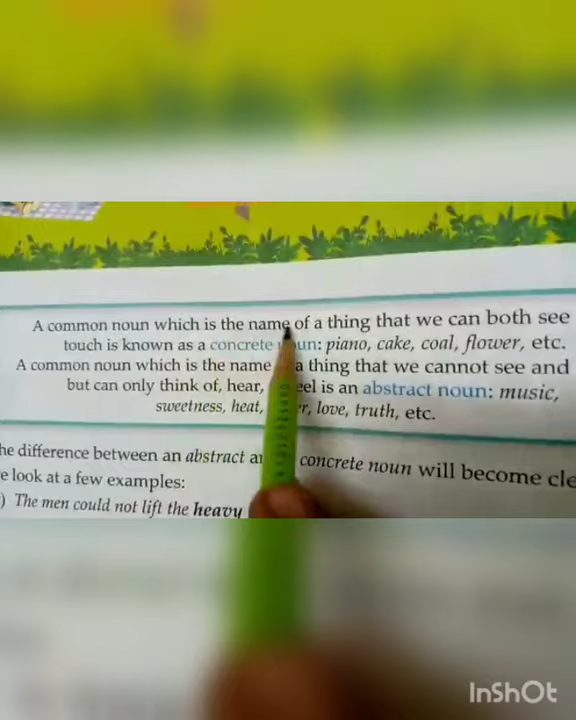 A common noun which is the name of a thing that we can both see
touch is known as a concrete noun: piano, cake, coal, flower, etc.
A common noun which is the name a thing that we cannot see and
but can only think of, hear, feel is an abstract noun: music,
sweetness, heat, love, truth, etc.
he difference between an abstract concrete noun will become cle
e look at a few examples:
) The men could not lift the heavy
InShOt